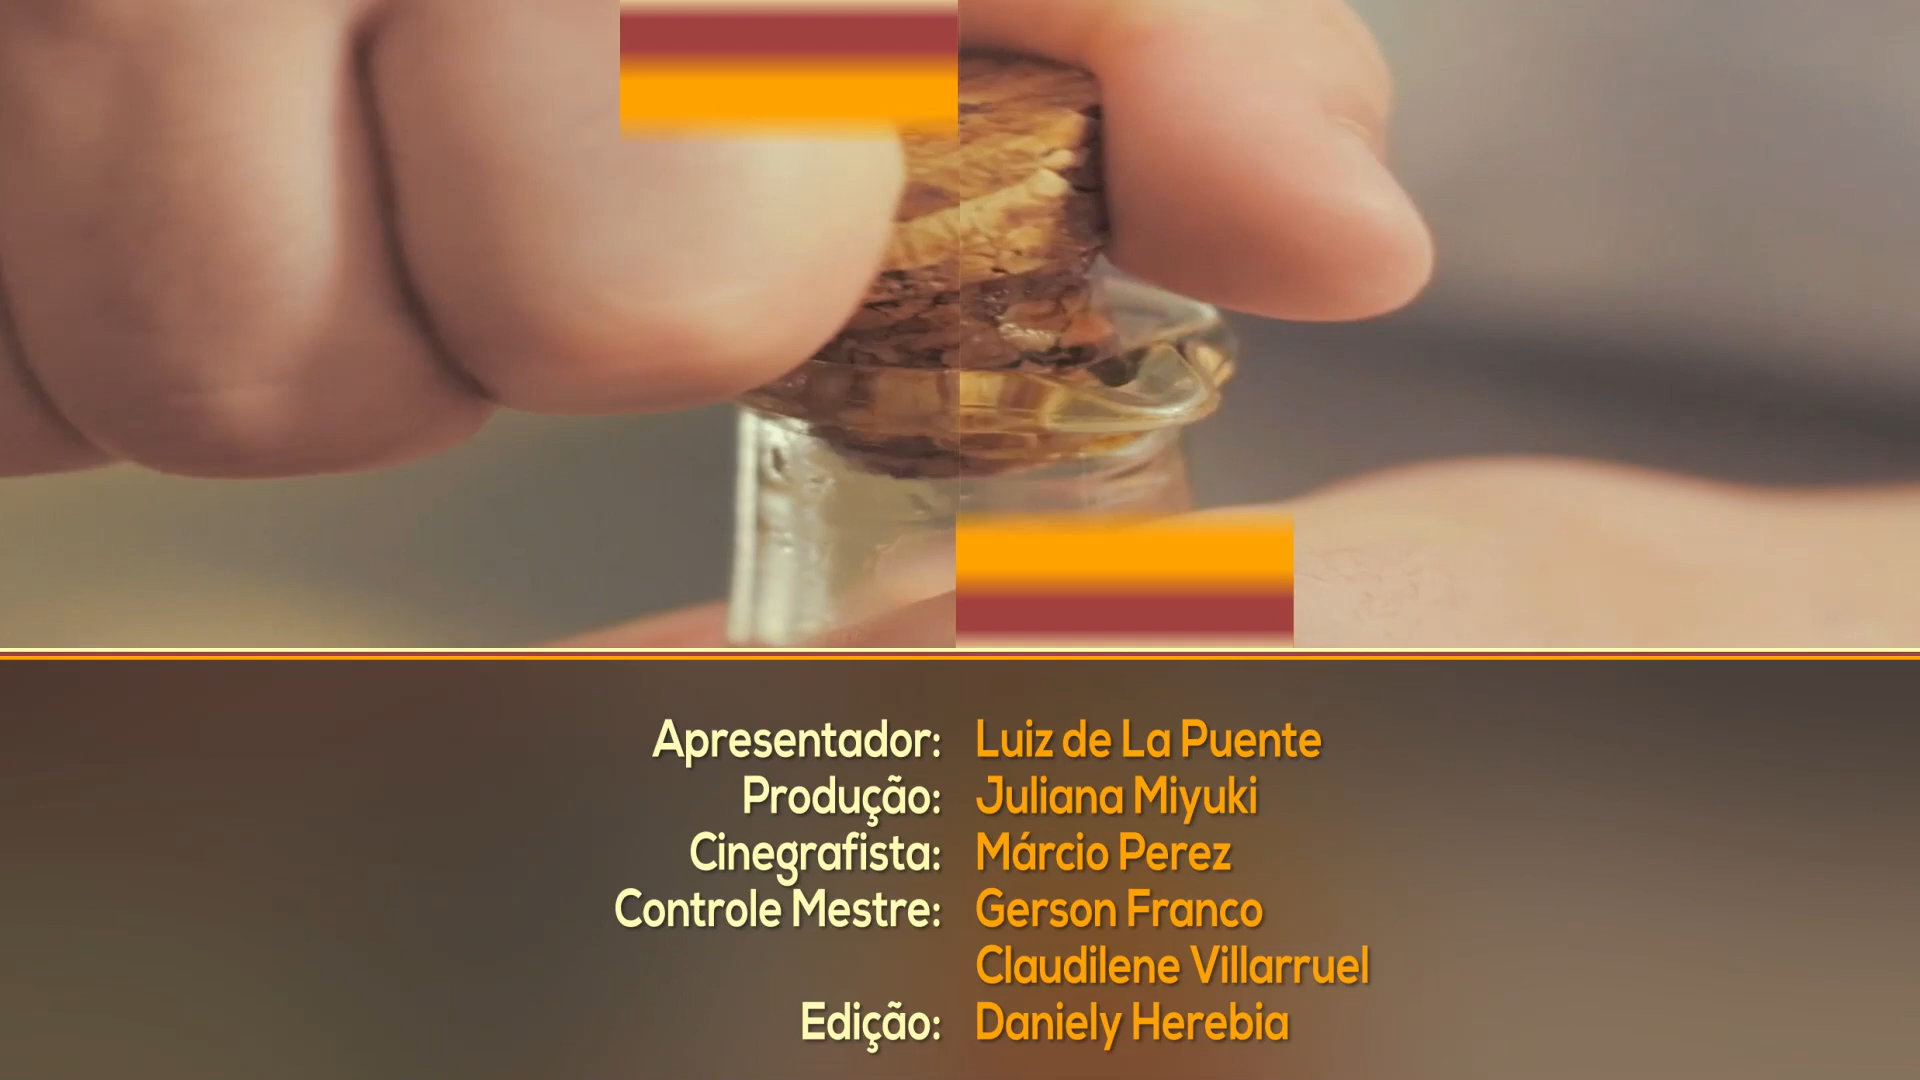 Apresentador: Luiz de La Puente
Produção: Juliana Miyuki
Cinegrafista: Márcio Perez
Controle Mestre: Gerson Franco
Claudilene Villarruel
Edição: Daniely Herebia